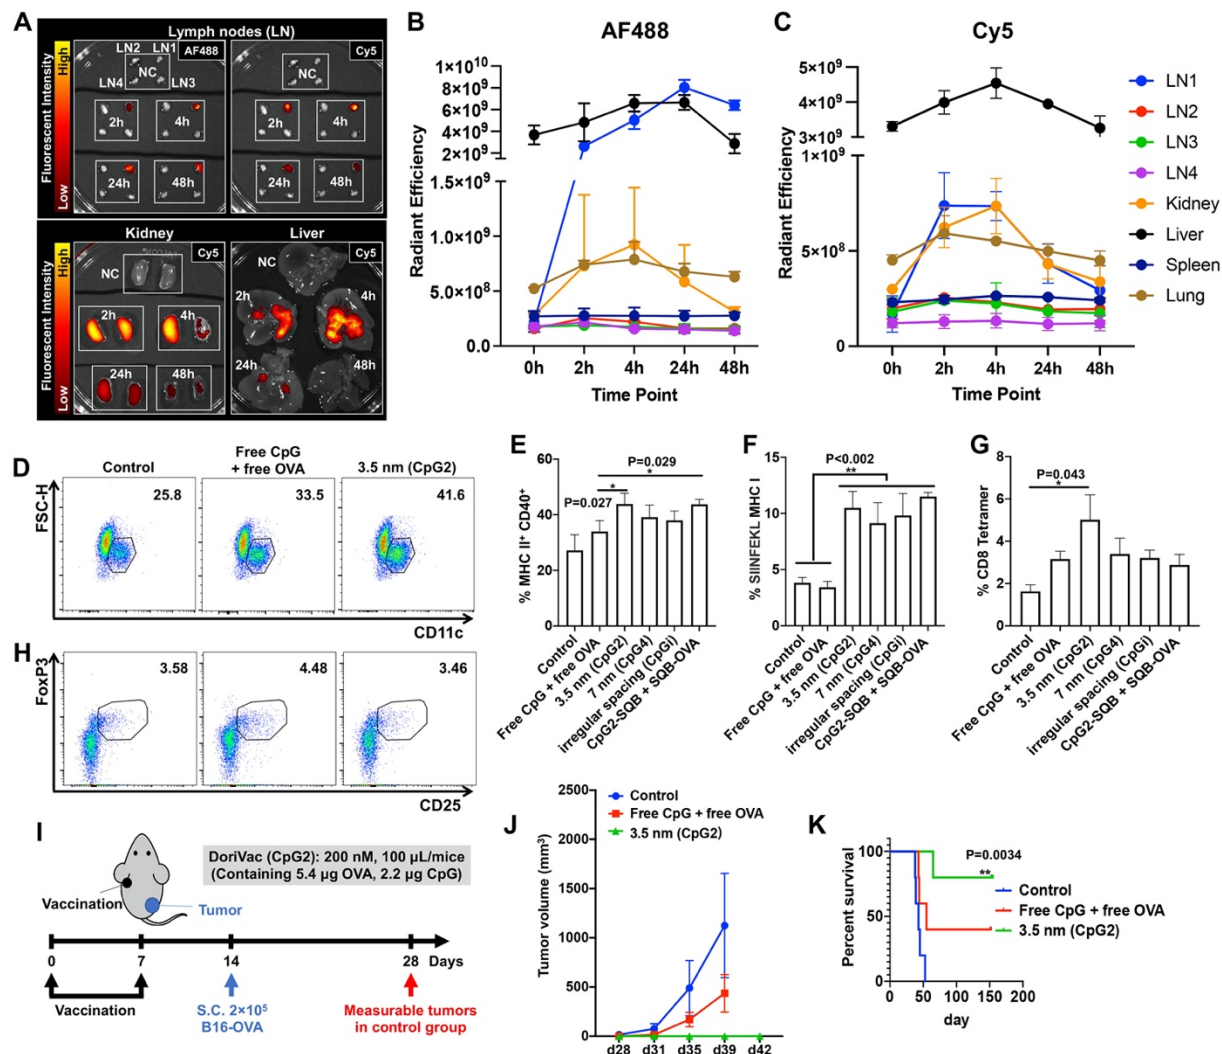 A
Lymph nodes (LN)
Fluorescent Intensity
High
Low
LN2 LN1
AF488
NC
LN4 LN3
2h
4h
24h
48h
Cy5
NC
2h
4h
24h
48h
Fluorescent Intensity
High
Low
Kidney
Cy5
NC
2h
4h
24h
48h
Liver
Cy5
NC
2h
4h
24h
48h
B
AF488
Radiant Efficiency
1×10¹⁰
8×10⁹
6×10⁹
4×10⁹
2×10⁹
1.5×10⁹
1.0×10⁹
5.0×10⁸
0.0
0h 2h 4h 24h 48h
Time Point
C
Cy5
Radiant Efficiency
5×10⁹
4×10⁹
3×10⁹
1×10⁹
5×10⁸
0
0h 2h 4h 24h 48h
Time Point
LN1
LN2
LN3
LN4
Kidney
Liver
Spleen
Lung
D
Control
Free CpG
+ free OVA
3.5 nm (CpG2)
FSC-H
25.8
33.5
41.6
CD11c
E
% MHC II⁺ CD40⁺
60
40
20
0
P=0.029
*
*
P=0.027
Control
Free CpG + free OVA
3.5 nm (CpG2)
7 nm (CpG4)
irregular spacing (CpGi)
CpG2-SQB + SQB-OVA
F
% SIINFEKL MHC I
15
10
5
0
P<0.002
**
Control
Free CpG + free OVA
3.5 nm (CpG2)
7 nm (CpG4)
irregular spacing (CpGi)
CpG2-SQB + SQB-OVA
G
% CD8 Tetramer
8
6
4
2
0
P=0.043
*
Control
Free CpG + free OVA
3.5 nm (CpG2)
7 nm (CpG4)
irregular spacing (CpGi)
CpG2-SQB + SQB-OVA
H
FoxP3
3.58
4.48
3.46
CD25
I
DoriVac (CpG2): 200 nM, 100 µL/mice
(Containing 5.4 µg OVA, 2.2 µg CpG)
Vaccination
Tumor
0 7 14 28 Days
Vaccination
S.C. 2×10⁵
B16-OVA
Measurable tumors
in control group
J
Tumor volume (mm³)
2500
2000
1500
1000
500
0
Control
Free CpG + free OVA
3.5 nm (CpG2)
d28 d31 d35 d39 d42
K
Percent survival
100
50
0
P=0.0034
**
Control
Free CpG + free OVA
3.5 nm (CpG2)
0 50 100 150 200
day